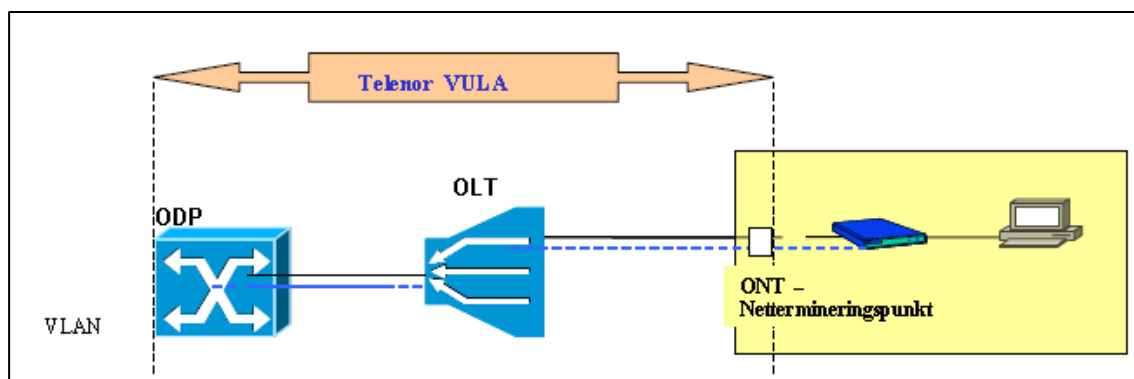 Telenor VULA
OLT
ODP
ONT –
Nettermineringspunkt
VLAN